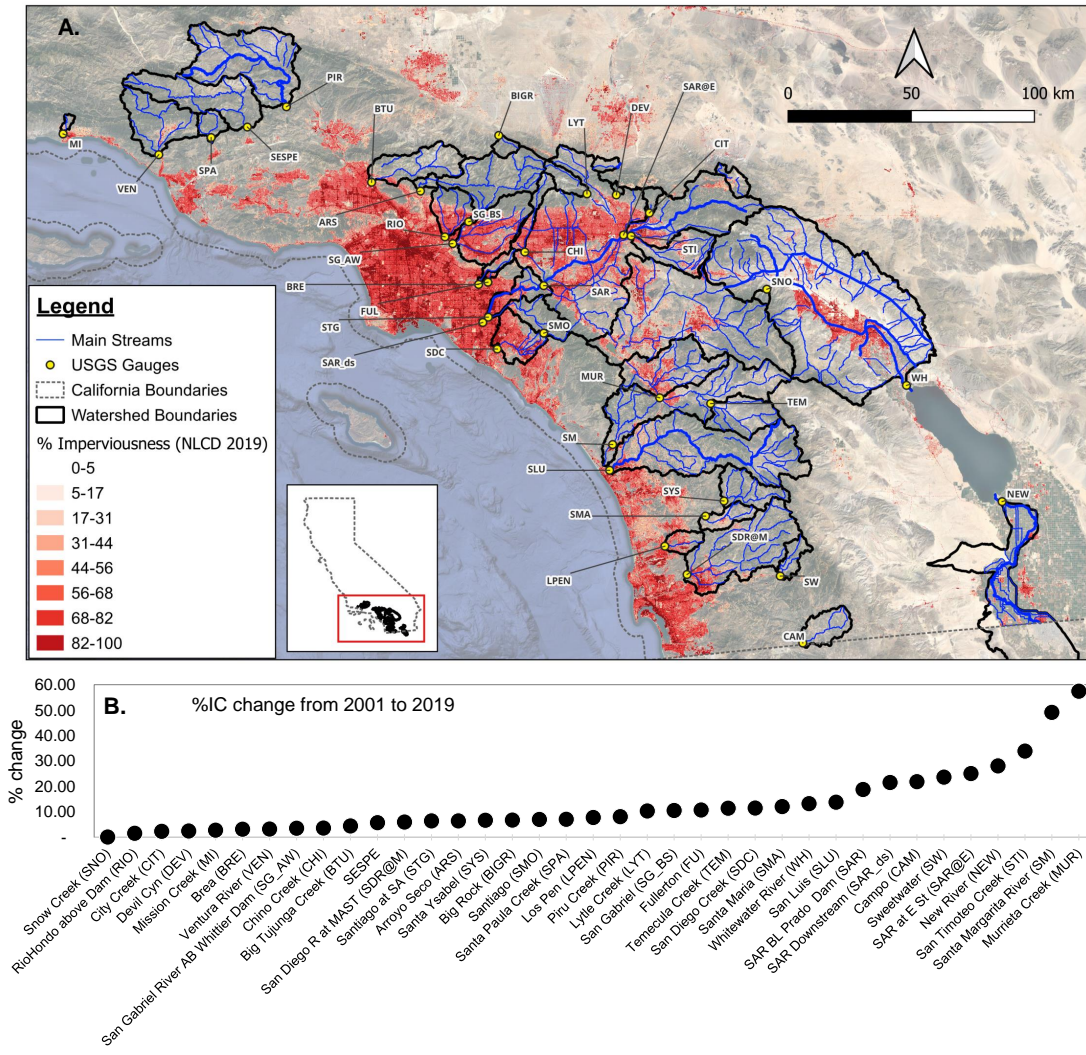 A.
0
50
100 km
PIR
BTU
BIGR
LYT
DEV
SAR@E
CIT
MI
VEN
SPA
SESPE
ARS
RIO
SG_BS
SG_AW
CHI
STI
SNO
BRE
FUL
SAR
STG
SMO
SAR_ds
SDC
WH
MUR
TEM
SM
SLU
SYS
NEW
SMA
SDR@M
LPEN
SW
CAM
Legend
Main Streams
USGS Gauges
California Boundaries
Watershed Boundaries
% Imperviousness (NLCD 2019)
0-5
5-17
17-31
31-44
44-56
56-68
68-82
82-100
B.
%IC change from 2001 to 2019
% change
60.00
50.00
40.00
30.00
20.00
10.00
-
Snow Creek (SNO)
RioHondo above Dam (RIO)
City Creek (CIT)
Devil Cyn (DEV)
Mission Creek (MI)
Brea (BRE)
Ventura River (VEN)
San Gabriel River AB Whittier Dam (SG_AW)
Chino Creek (CHI)
Big Tujunga Creek (BTU)
SESPE
San Diego R at MAST (SDR@M)
Santiago at SA (STG)
Arroyo Seco (ARS)
Santa Ysabel (SYS)
Big Rock (BIGR)
Santiago (SMO)
Santa Paula Creek (SPA)
Los Pen (LPEN)
Piru Creek (PIR)
Lytle Creek (LYT)
San Gabriel (SG_BS)
Fullerton (FU)
Temecula Creek (TEM)
San Diego Creek (SDC)
Santa Maria (SMA)
Whitewater River (WH)
San Luis (SLU)
SAR BL Prado Dam (SAR)
SAR Downstream (SAR_ds)
Campo (CAM)
Sweetwater (SW)
SAR at E St (SAR@E)
New River (NEW)
San Timoteo Creek (STI)
Santa Margarita River (SM)
Murrieta Creek (MUR)